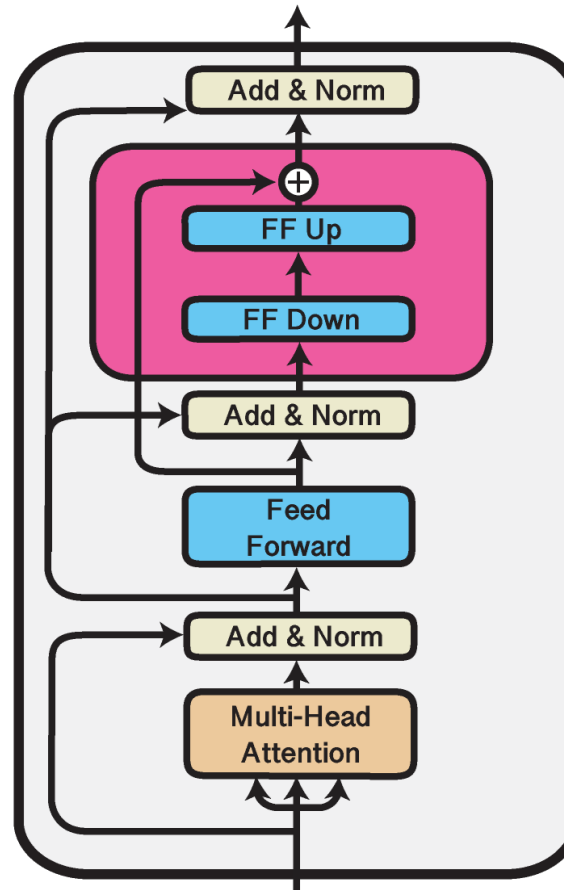 Add & Norm
FF Up
FF Down
Add & Norm
Feed
Forward
Add & Norm
Multi-Head
Attention